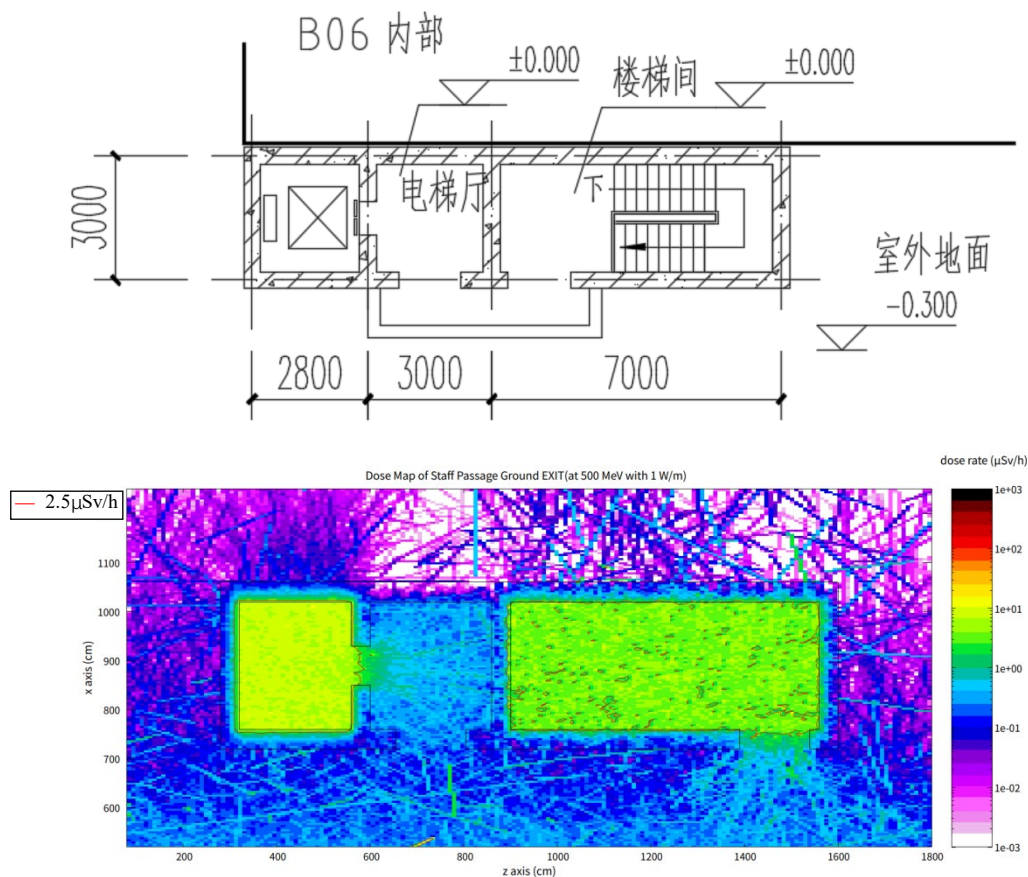 B06 内部
±0.000
楼梯间
±0.000
电梯厅
下
3000
室外地面
-0.300
2800
3000
7000
dose rate (μSv/h)
Dose Map of Staff Passage Ground EXIT(at 500 MeV with 1 W/m)
2.5μSv/h
1e+03
1e+02
1e+01
1e+00
1e-01
1e-02
1e-03
1100
1000
900
800
700
600
x axis (cm)
200
400
600
800
1000
1200
1400
1600
1800
z axis (cm)